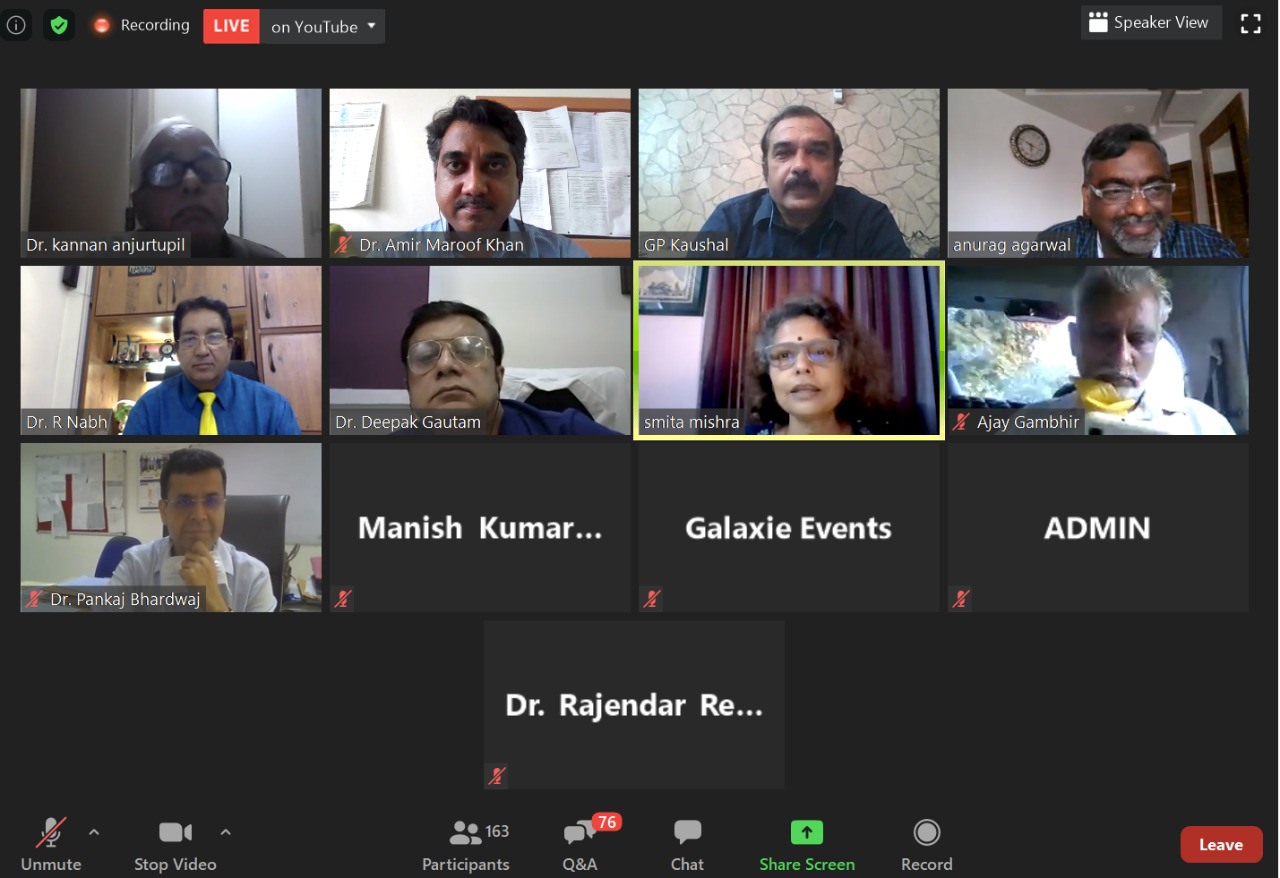 Recording
LIVE on YouTube
Speaker View
Dr. kannan anjurtupil
Dr. Amir Maroof Khan
GP Kaushal
anurag agarwal
Dr. R Nabh
Dr. Deepak Gautam
smita mishra
Ajay Gambhir
Dr. Pankaj Bhardwaj
Manish Kumar...
Galaxie Events
ADMIN
Dr. Rajendar Re...
Unmute
Stop Video
163
Participants
76
Q&A
Chat
Share Screen
Record
Leave